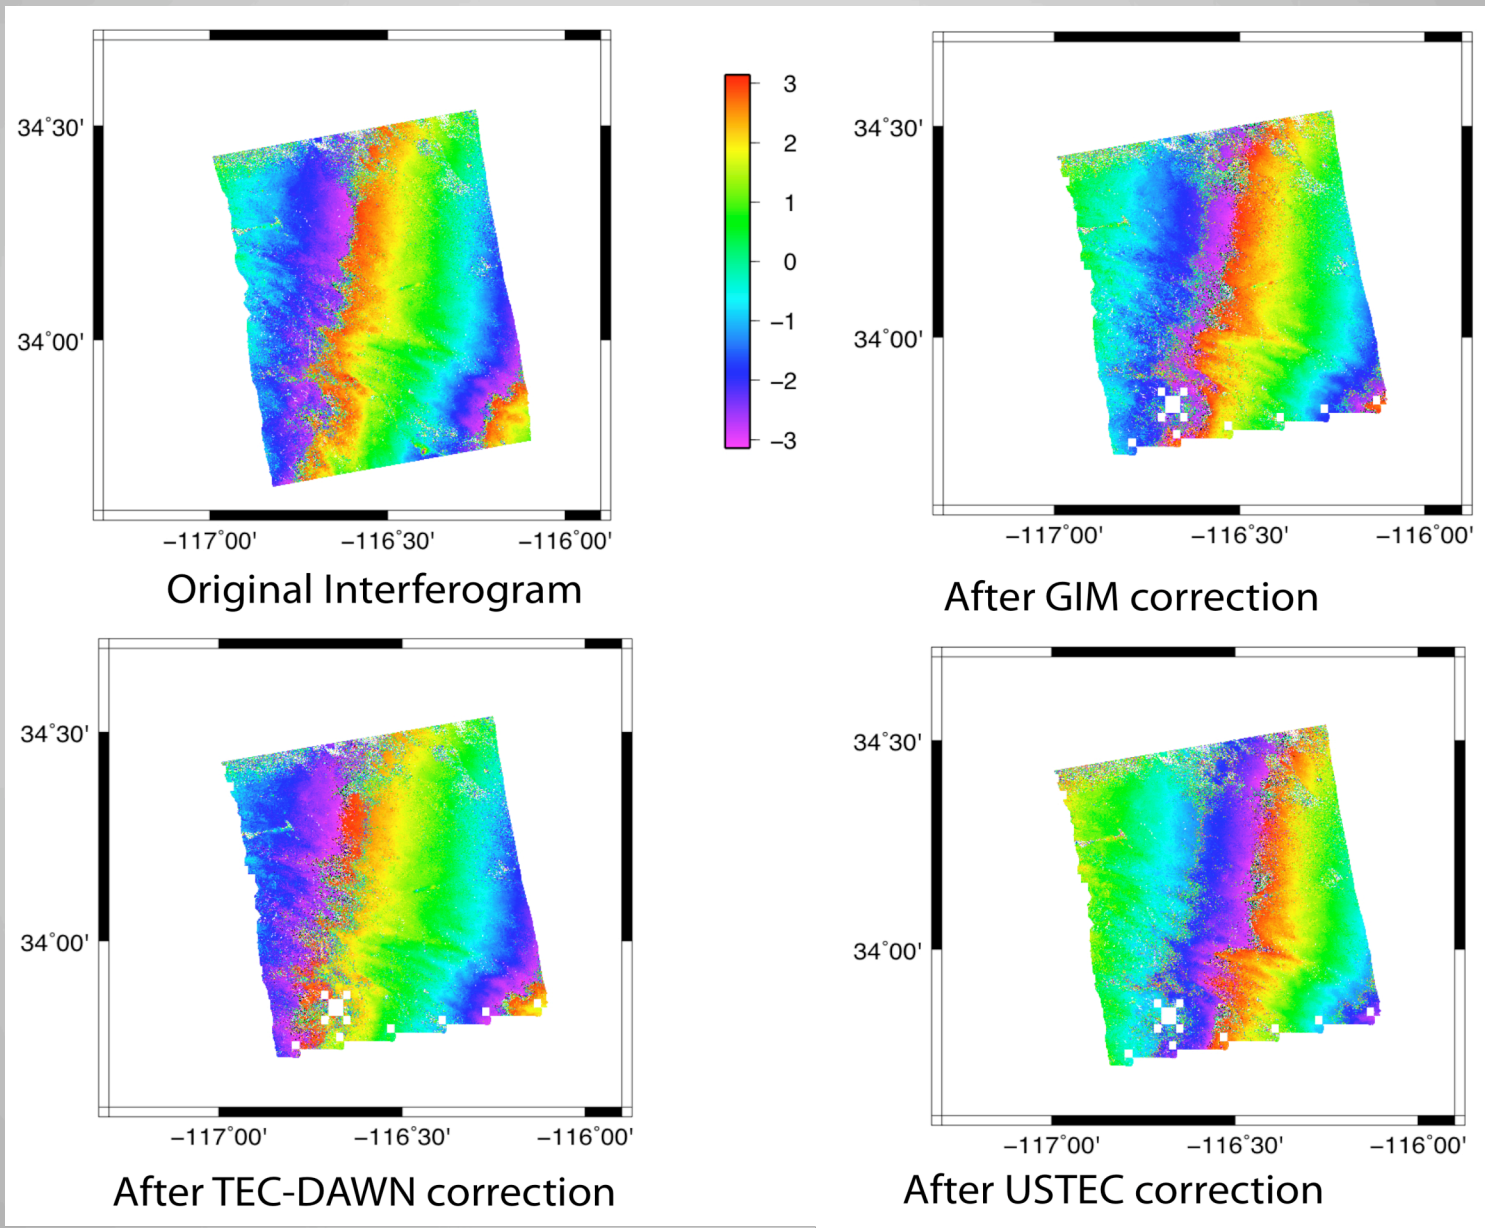 34°30'
34°00'
−117°00' −116°30' −116°00'
Original Interferogram
3
2
1
0
−1
−2
−3
34°30'
34°00'
−117°00' −116°30' −116°00'
After GIM correction
34°30'
34°00'
−117°00' −116°30' −116°00'
After TEC-DAWN correction
34°30'
34°00'
−117°00' −116°30' −116°00'
After USTEC correction